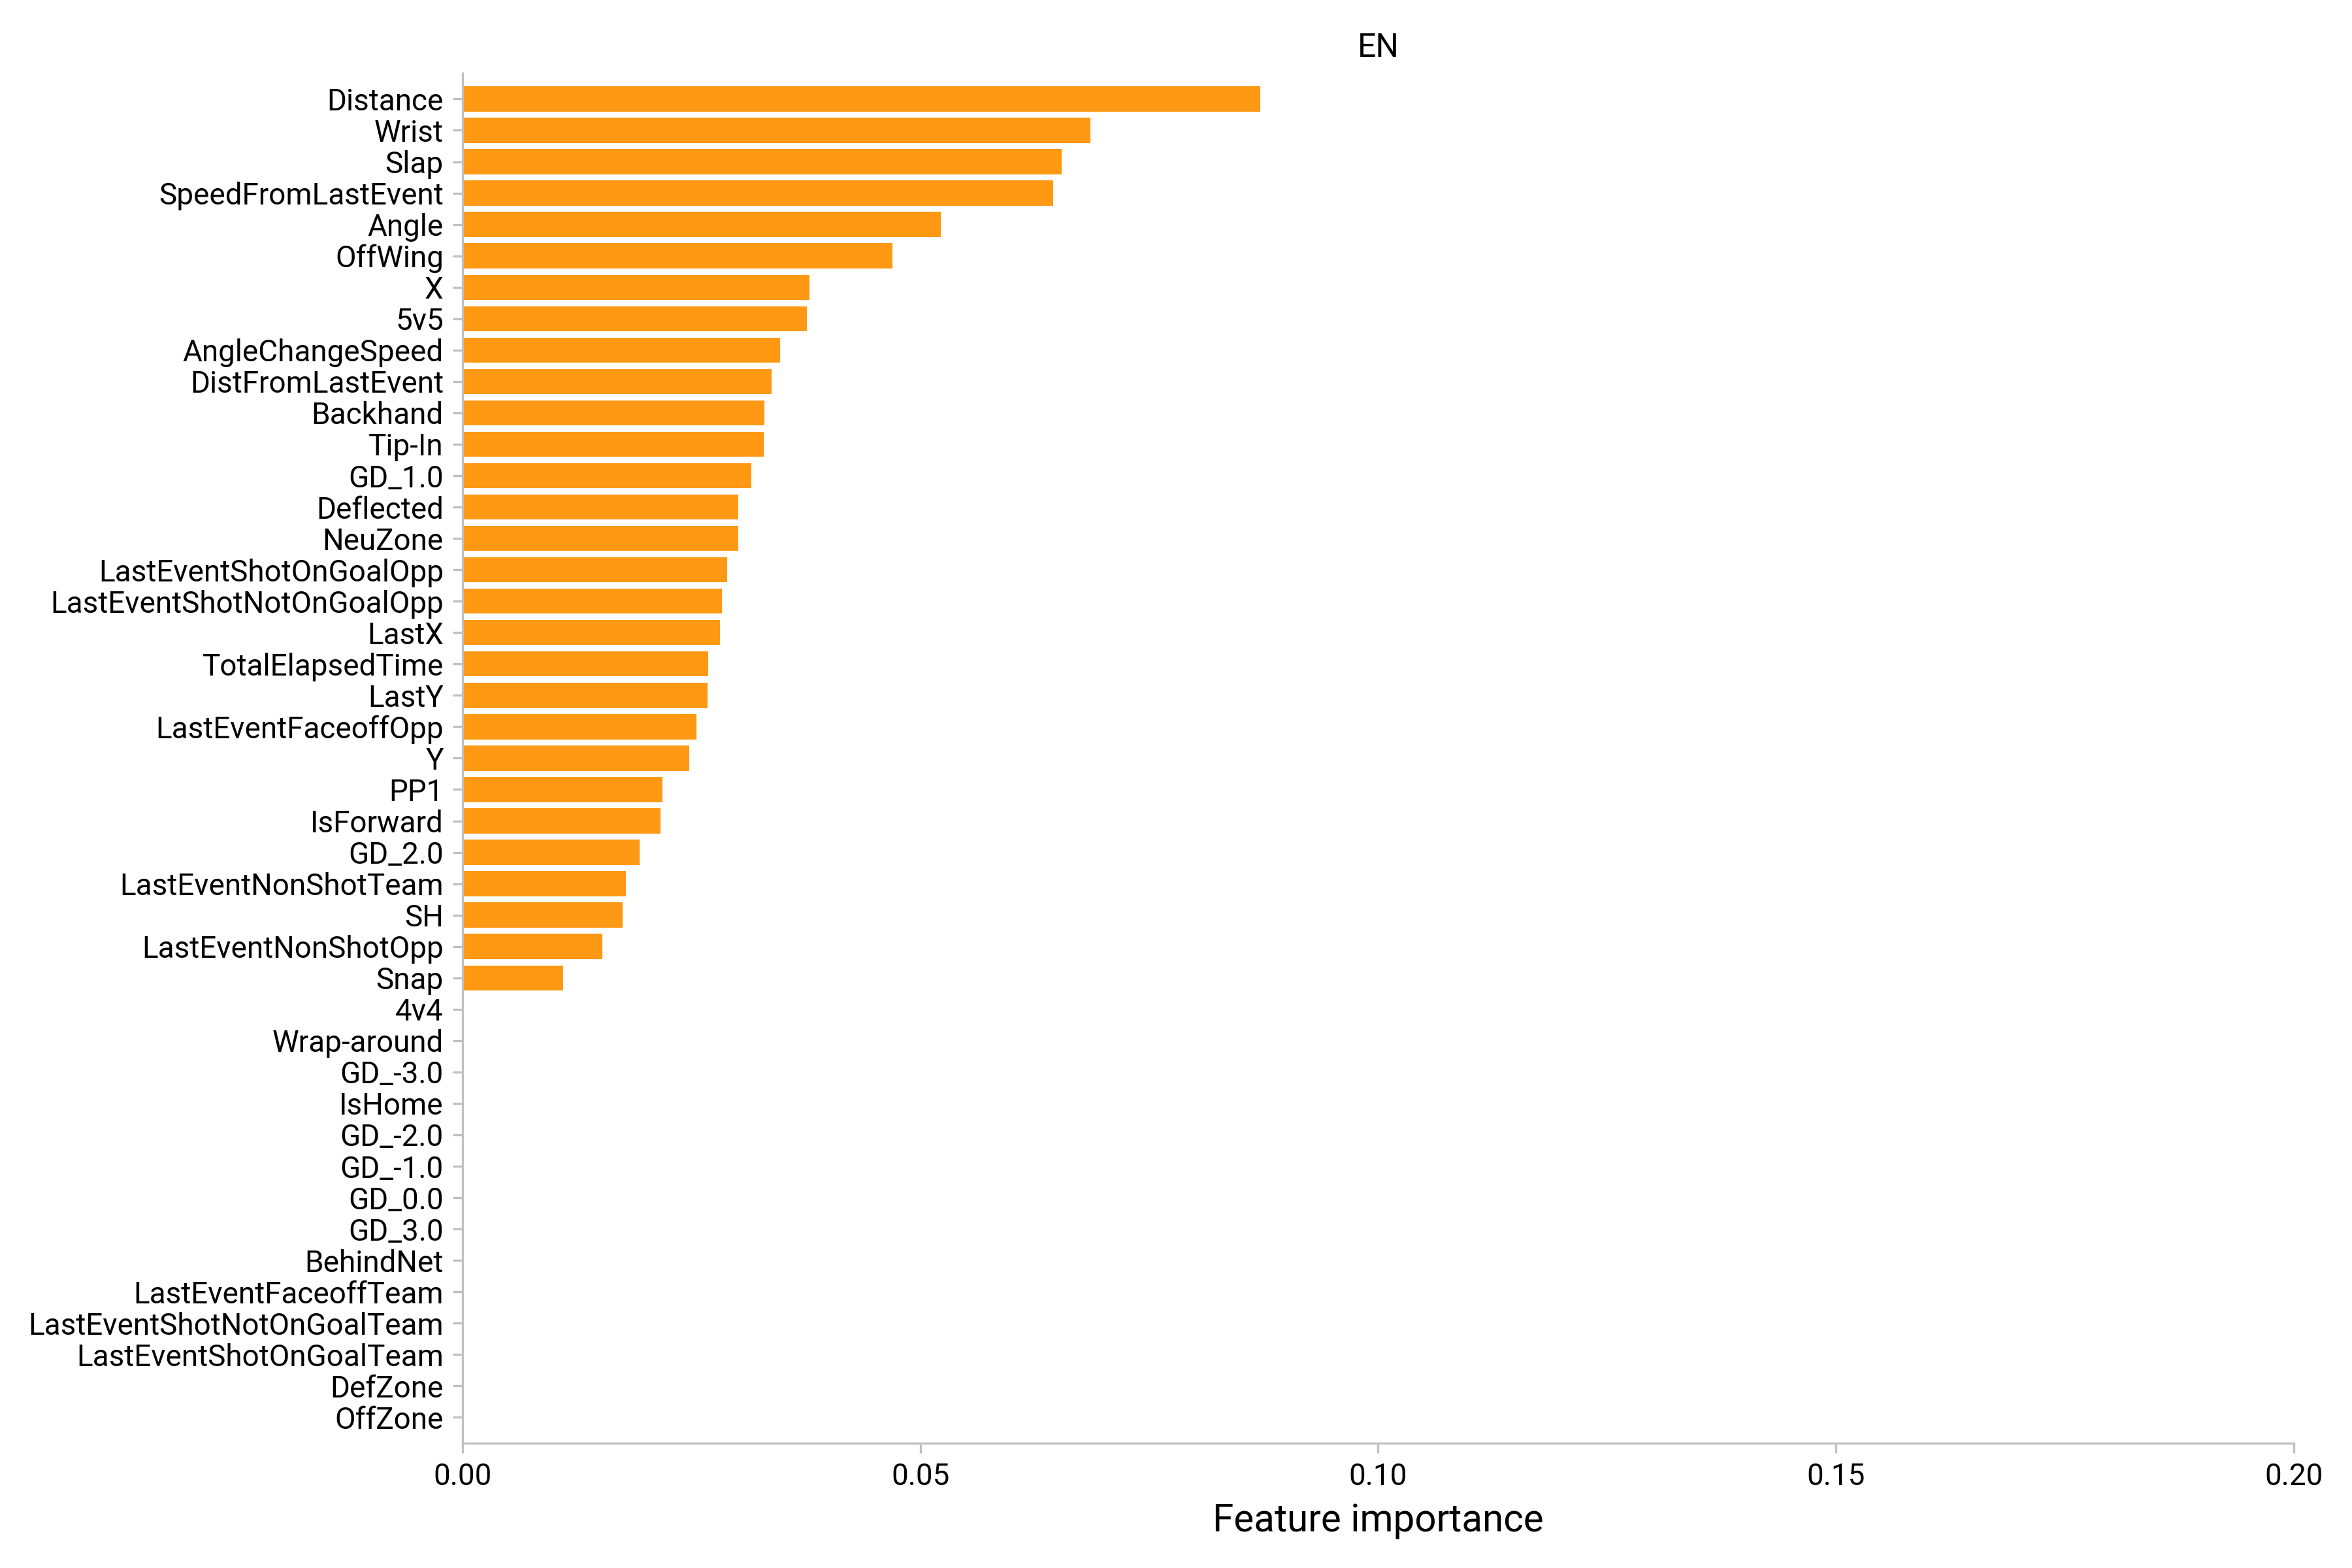 EN
Distance
Wrist
Slap
SpeedFromLastEvent
Angle
OffWing
X
5v5
AngleChangeSpeed
DistFromLastEvent
Backhand
Tip-In
GD_1.0
Deflected
NeuZone
LastEventShotOnGoalOpp
LastEventShotNotOnGoalOpp
LastX
TotalElapsedTime
LastY
LastEventFaceoffOpp
Y
PP1
IsForward
GD_2.0
LastEventNonShotTeam
SH
LastEventNonShotOpp
Snap
4v4
Wrap-around
GD_-3.0
IsHome
GD_-2.0
GD_-1.0
GD_0.0
GD_3.0
BehindNet
LastEventFaceoffTeam
LastEventShotNotOnGoalTeam
LastEventShotOnGoalTeam
DefZone
OffZone
0.00 0.05 0.10 0.15 0.20
Feature importance